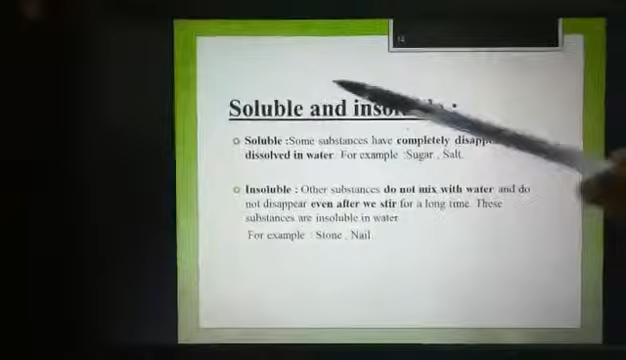 14
Soluble and
Soluble :Some substances have completely
dissolved in water. For example :Sugar , Salt.
Insoluble : Other substances do not mix with water and do
not disappear even after we stir for a long time. These
substances are insoluble in water
For example : Stone , Nail